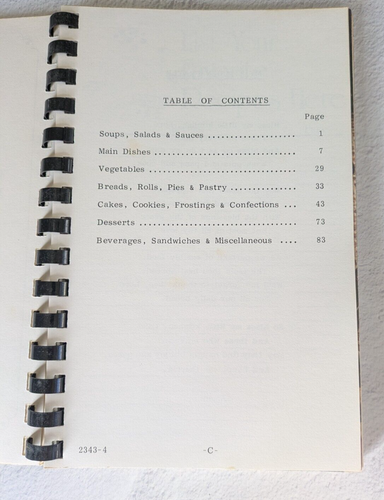 TABLE OF CONTENTS
Page
Soups, Salads & Sauces .................... 1
Main Dishes ................................ 7
Vegetables ................................. 29
Breads, Rolls, Pies & Pastry ............... 33
Cakes, Cookies, Frostings & Confections ... 43
Desserts ................................... 73
Beverages, Sandwiches & Miscellaneous .... 83
2343-4 -C-